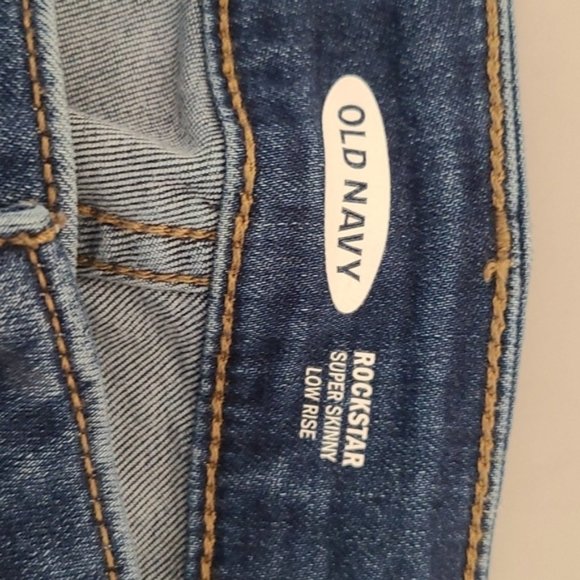 OLD NAVY
ROCKSTAR
SUPER SKINNY
LOW RISE